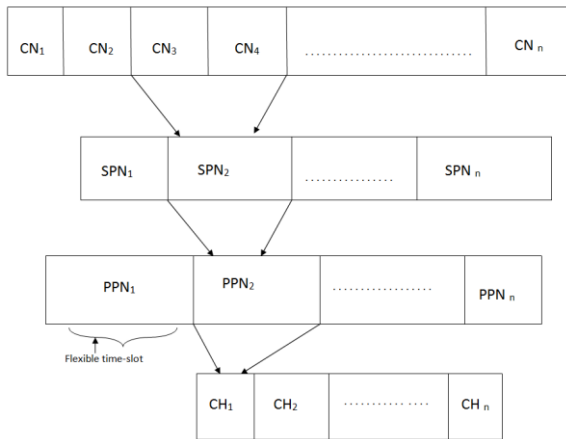 CN₁ CN₂ CN₃ CN₄ ................................ CN n
SPN₁ SPN₂ ................ SPN n
PPN₁ PPN₂ .................. PPN n
Flexible time-slot
CH₁ CH₂ .......... .... CH n